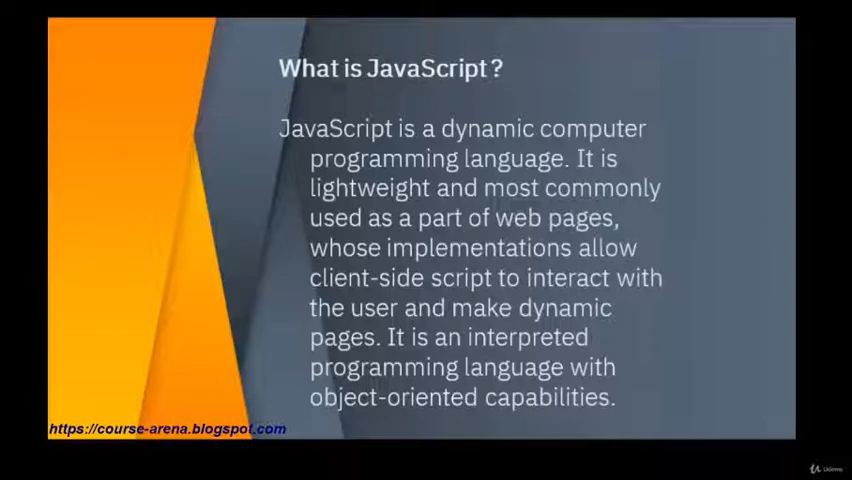 What is JavaScript ?
JavaScript is a dynamic computer
programming language. It is
lightweight and most commonly
used as a part of web pages,
whose implementations allow
client-side script to interact with
the user and make dynamic
pages. It is an interpreted
programming language with
object-oriented capabilities.
https://course-arena.blogspot.com
Udemy